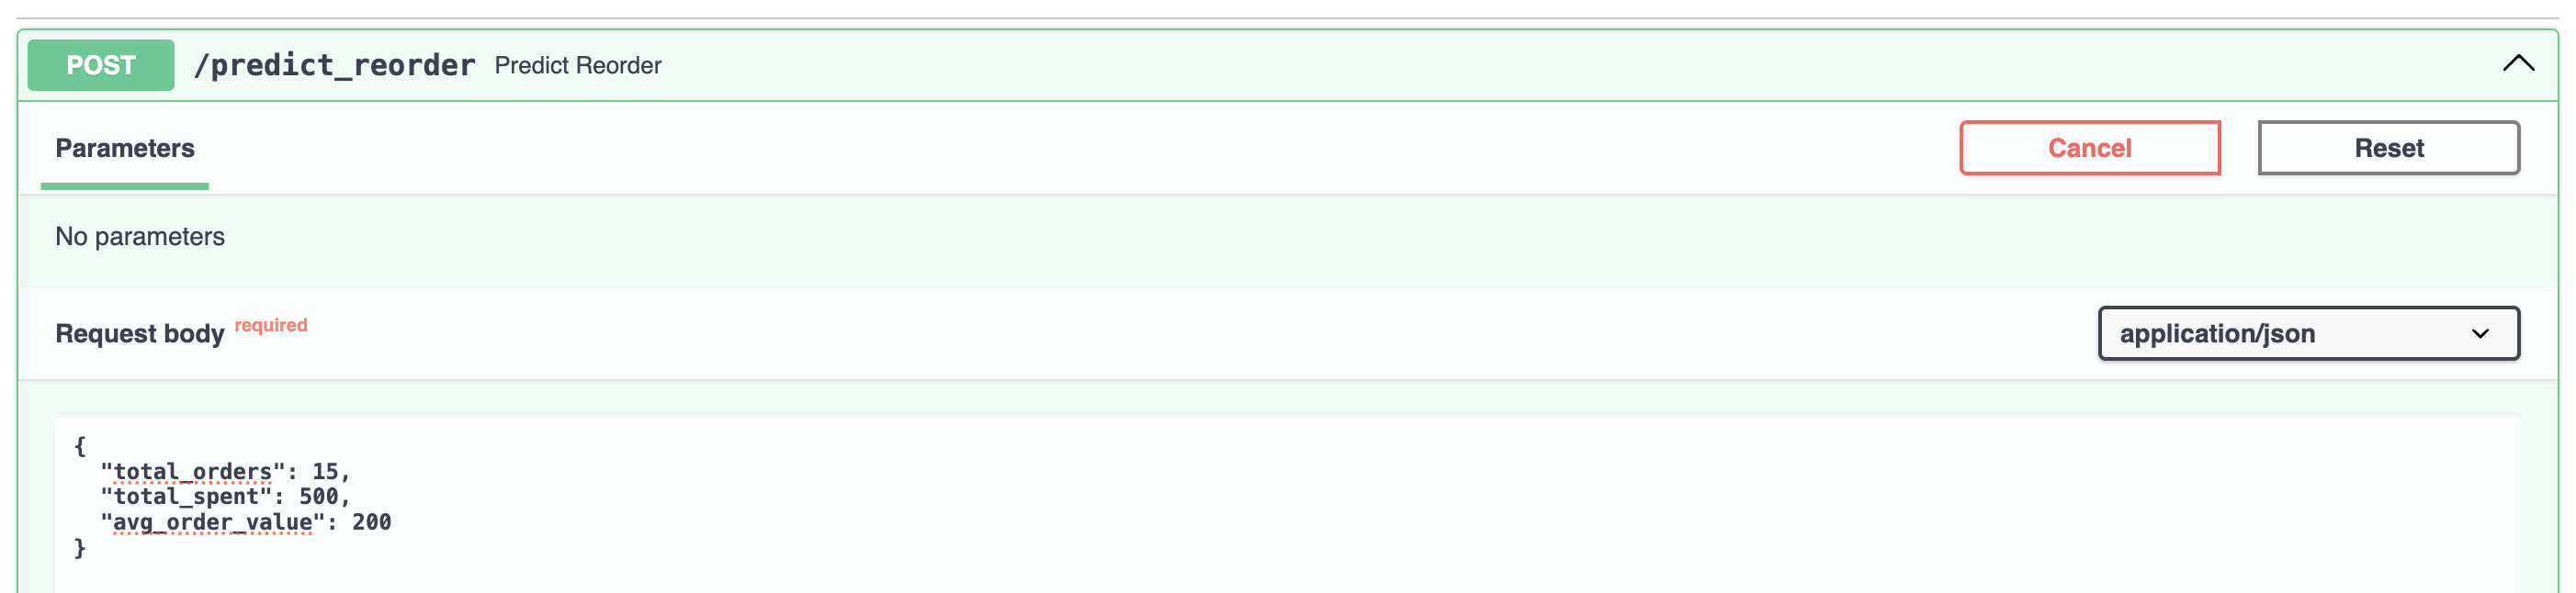 POST /predict_reorder Predict Reorder
Parameters Cancel Reset
No parameters
Request body required application/json
{
  "total_orders": 15,
  "total_spent": 500,
  "avg_order_value": 200
}